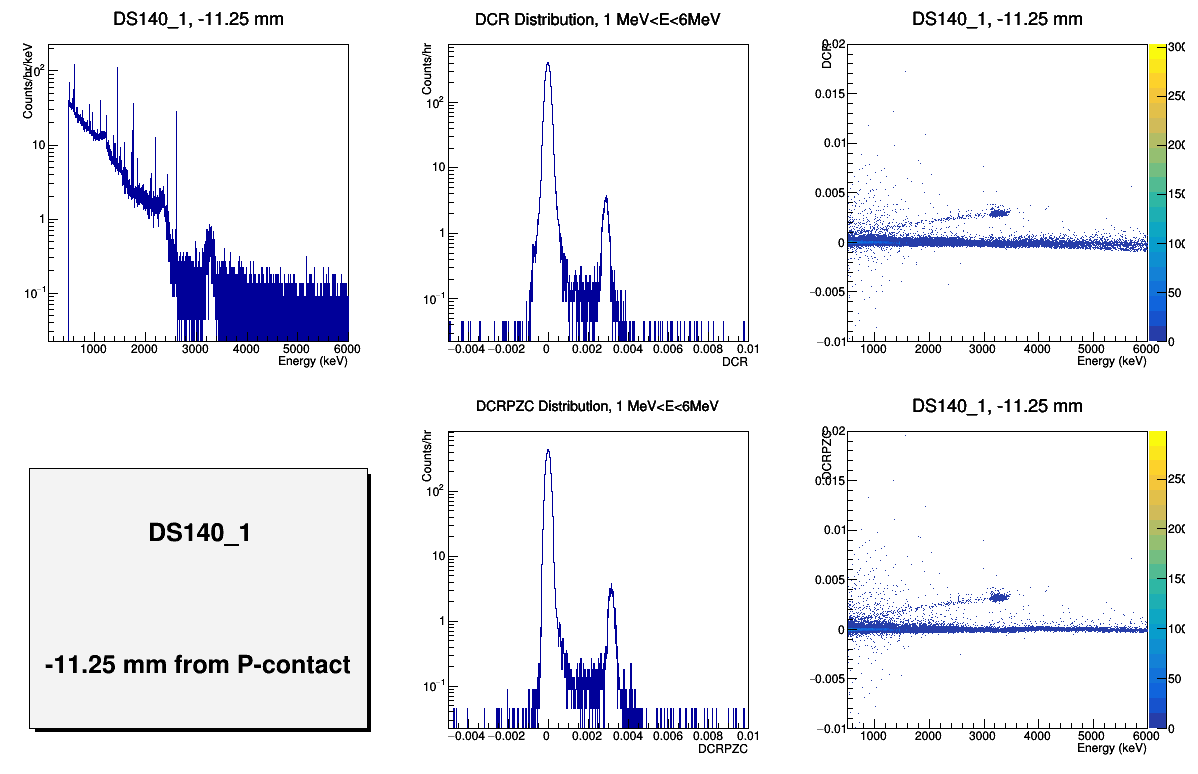 DS140_1, -11.25 mm
Counts/hr/keV
10²
10
1
10⁻¹
1000 2000 3000 4000 5000 6000
Energy (keV)
DCR Distribution, 1 MeV<E<6MeV
Counts/hr
10²
10
1
10⁻¹
−0.004 −0.002 0 0.002 0.004 0.006 0.008 0.01
DCR
DS140_1, -11.25 mm
DCR
0.02
0.015
0.01
0.005
0
−0.005
−0.01
1000 2000 3000 4000 5000 6000
Energy (keV)
300
250
200
150
100
50
0
DS140_1
-11.25 mm from P-contact
DCRPZC Distribution, 1 MeV<E<6MeV
Counts/hr
10²
10
1
10⁻¹
−0.004 −0.002 0 0.002 0.004 0.006 0.008 0.01
DCRPZC
DS140_1, -11.25 mm
DCRPZC
0.02
0.015
0.01
0.005
0
−0.005
−0.01
1000 2000 3000 4000 5000 6000
Energy (keV)
250
200
150
100
50
0